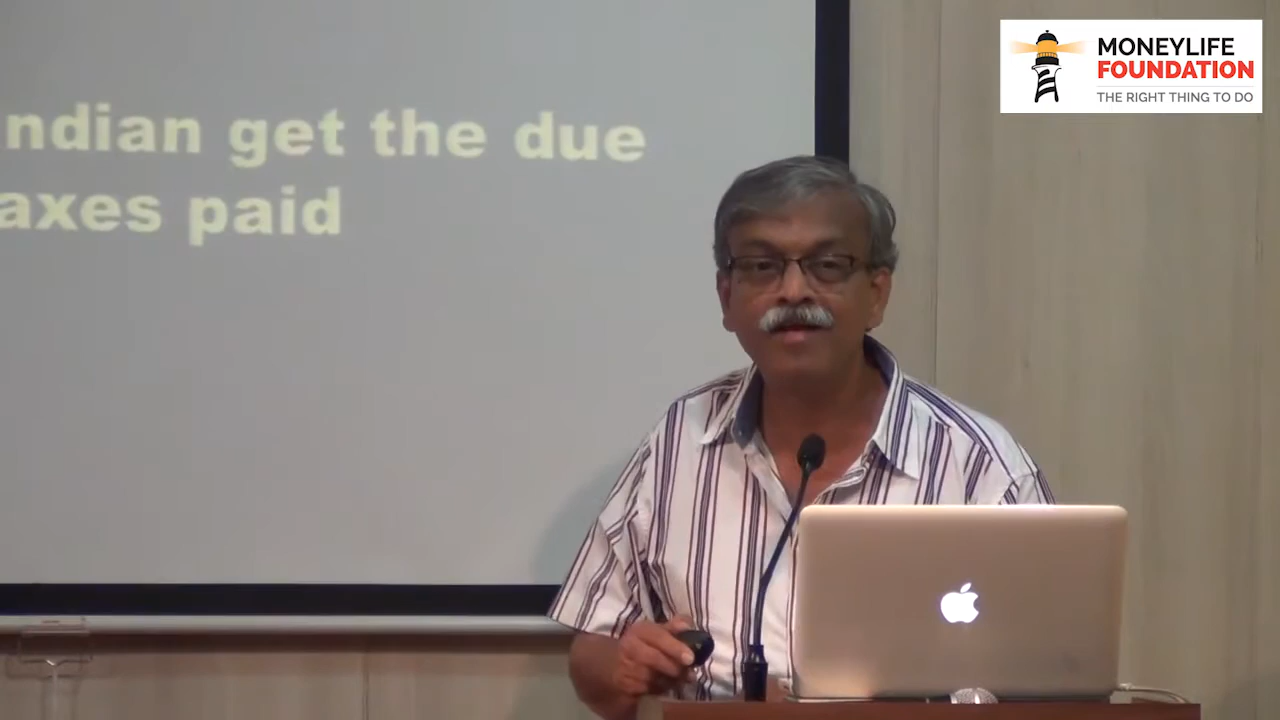 ndian get the due
axes paid
MONEYLIFE
FOUNDATION
THE RIGHT THING TO DO